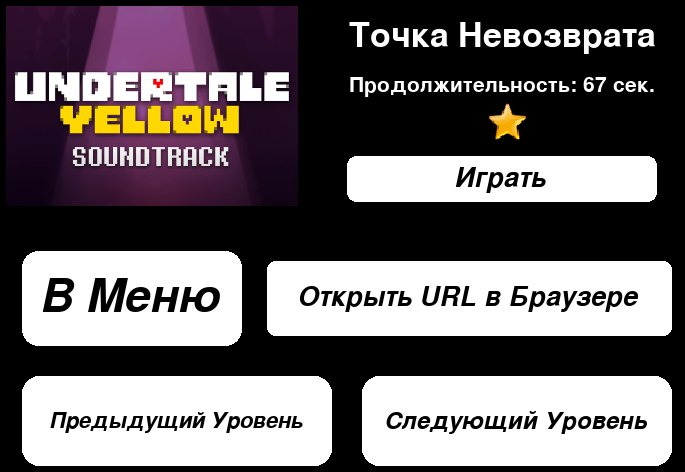 UNDERTALE
YELLOW
SOUNDTRACK
Точка Невозврата
Продолжительность: 67 сек.
Играть
В Меню
Открыть URL в Браузере
Предыдущий Уровень
Следующий Уровень